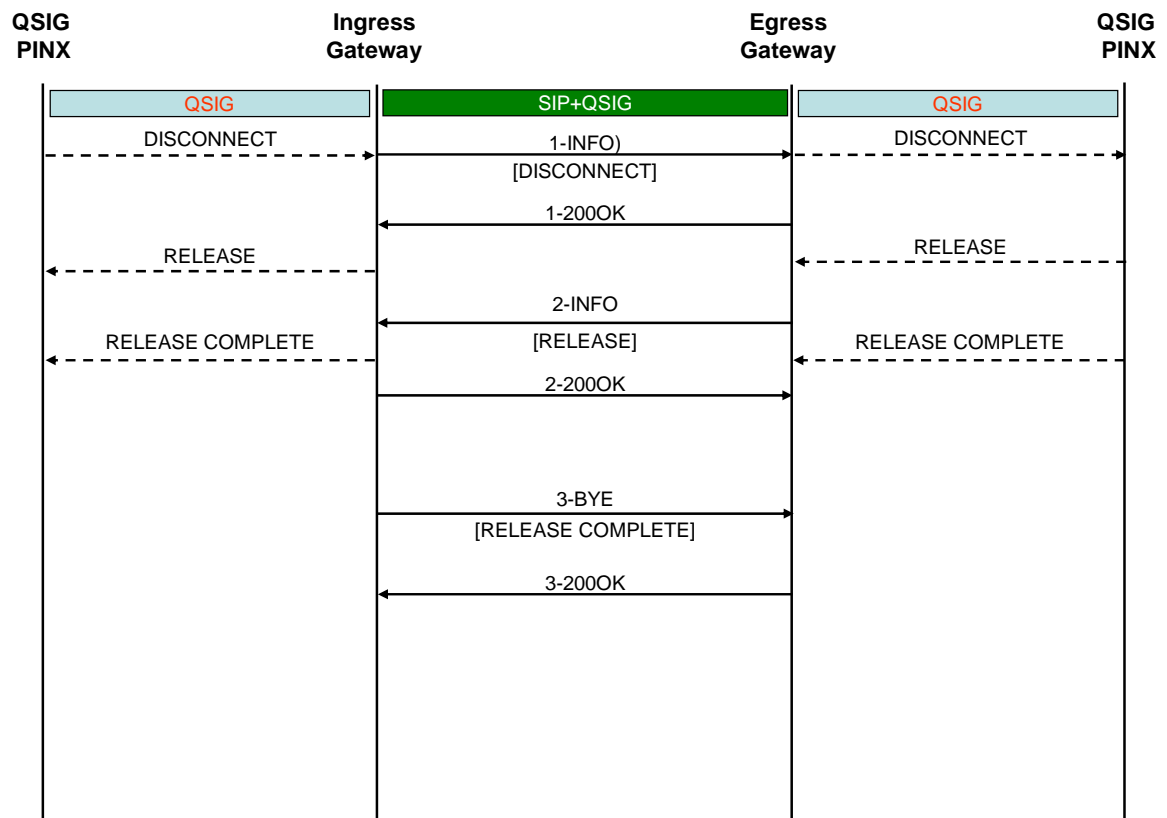 QSIG
PINX
Ingress
Gateway
Egress
Gateway
QSIG
PINX
QSIG
SIP+QSIG
QSIG
DISCONNECT
1-INFO)
DISCONNECT
[DISCONNECT]
1-200OK
RELEASE
RELEASE
2-INFO
RELEASE COMPLETE
[RELEASE]
RELEASE COMPLETE
2-200OK
3-BYE
[RELEASE COMPLETE]
3-200OK